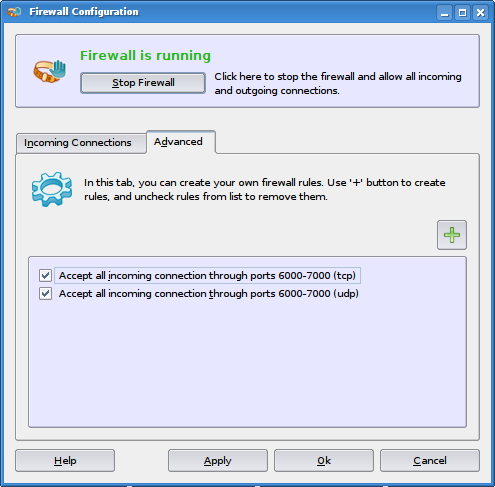 Firewall Configuration
Firewall is running
Stop Firewall
Click here to stop the firewall and allow all incoming
and outgoing connections.
Incoming Connections
Advanced
In this tab, you can create your own firewall rules. Use '+' button to create
rules, and uncheck rules from list to remove them.
Accept all incoming connection through ports 6000-7000 (tcp)
Accept all incoming connection through ports 6000-7000 (udp)
Help
Apply
Ok
Cancel